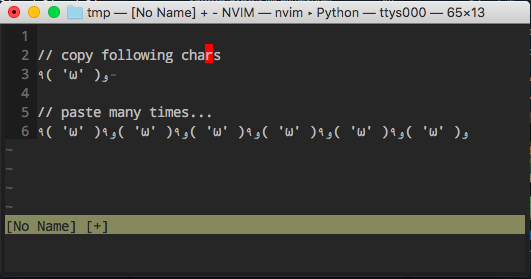 tmp — [No Name] + - NVIM — nvim ▸ Python — ttys000 — 65×13
1
2 // copy following chars
3 ٩( 'ω' )و-
4
5 // paste many times...
6 ٩( 'ω' )و٩( 'ω' )و٩( 'ω' )و٩( 'ω' )و٩( 'ω' )و٩( 'ω' )و
~
~
~
~
[No Name] [+]